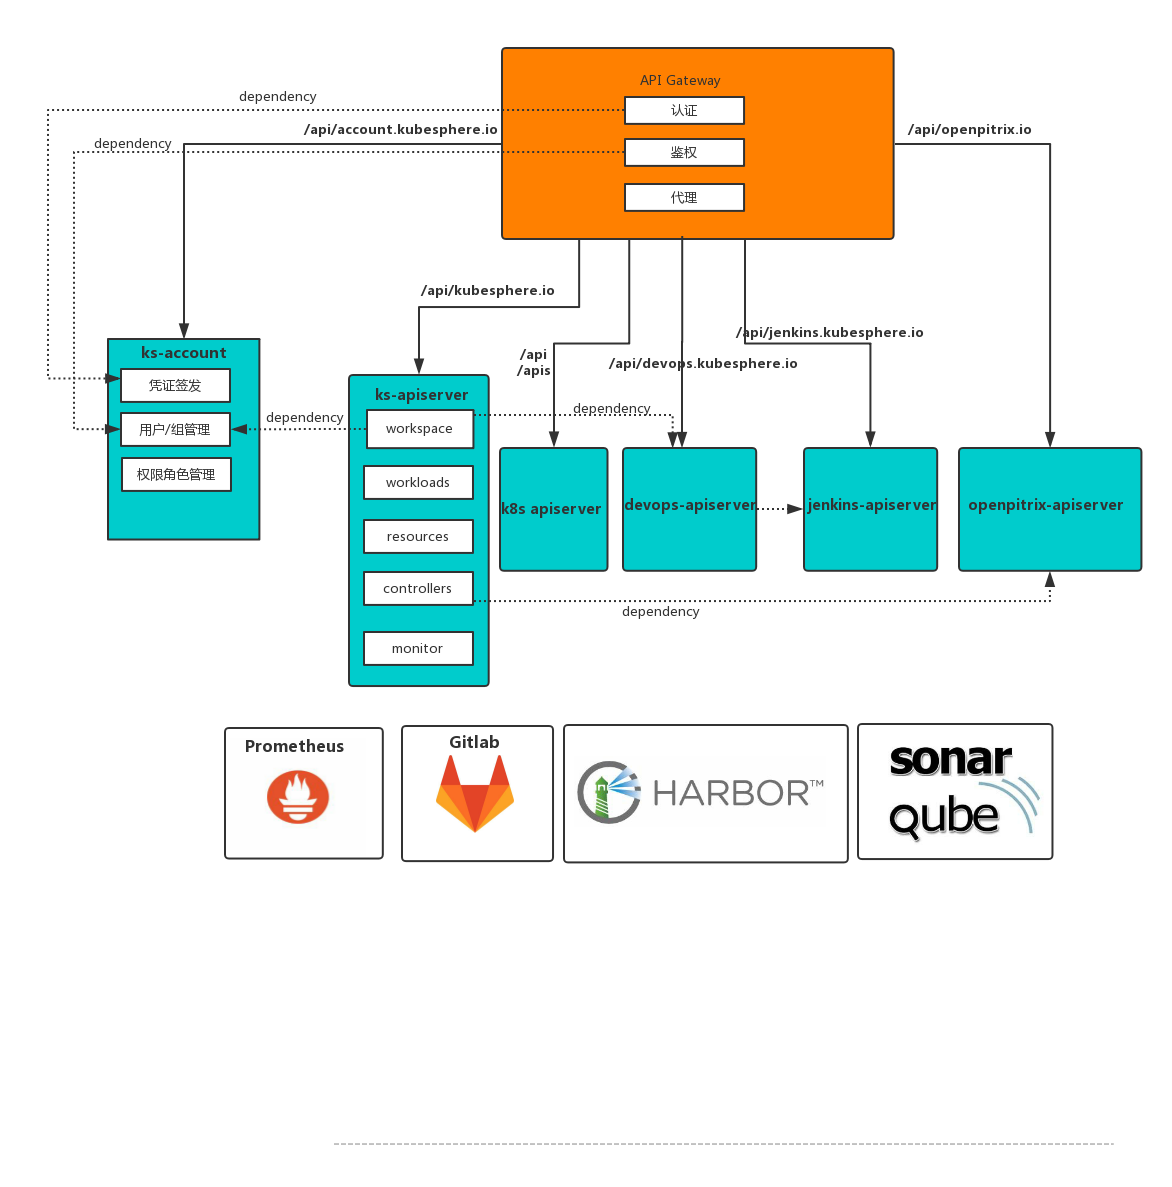 API Gateway
dependency
认证
/api/account.kubesphere.io
/api/openpitrix.io
dependency
鉴权
代理
/api/kubesphere.io
/api/jenkins.kubesphere.io
/api
/apis
/api/devops.kubesphere.io
ks-account
凭证签发
用户/组管理
权限角色管理
dependency
ks-apiserver
workspace
workloads
resources
controllers
monitor
dependency
k8s apiserver
devops-apiserver
jenkins-apiserver
openpitrix-apiserver
dependency
Prometheus
Gitlab
HARBOR™
sonar
qube